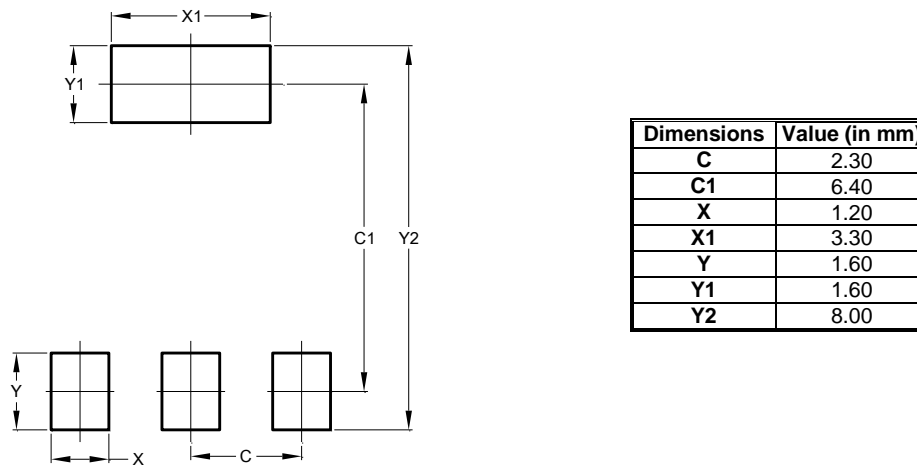 X1
Y1
C1
Y2
Y
X
C
Dimensions Value (in mm)
C 2.30
C1 6.40
X 1.20
X1 3.30
Y 1.60
Y1 1.60
Y2 8.00